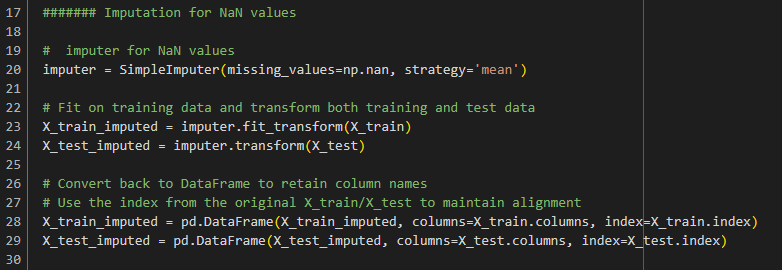 17 ####### Imputation for NaN values
18
19 #  imputer for NaN values
20 imputer = SimpleImputer(missing_values=np.nan, strategy='mean')
21
22 # Fit on training data and transform both training and test data
23 X_train_imputed = imputer.fit_transform(X_train)
24 X_test_imputed = imputer.transform(X_test)
25
26 # Convert back to DataFrame to retain column names
27 # Use the index from the original X_train/X_test to maintain alignment
28 X_train_imputed = pd.DataFrame(X_train_imputed, columns=X_train.columns, index=X_train.index)
29 X_test_imputed = pd.DataFrame(X_test_imputed, columns=X_test.columns, index=X_test.index)
30